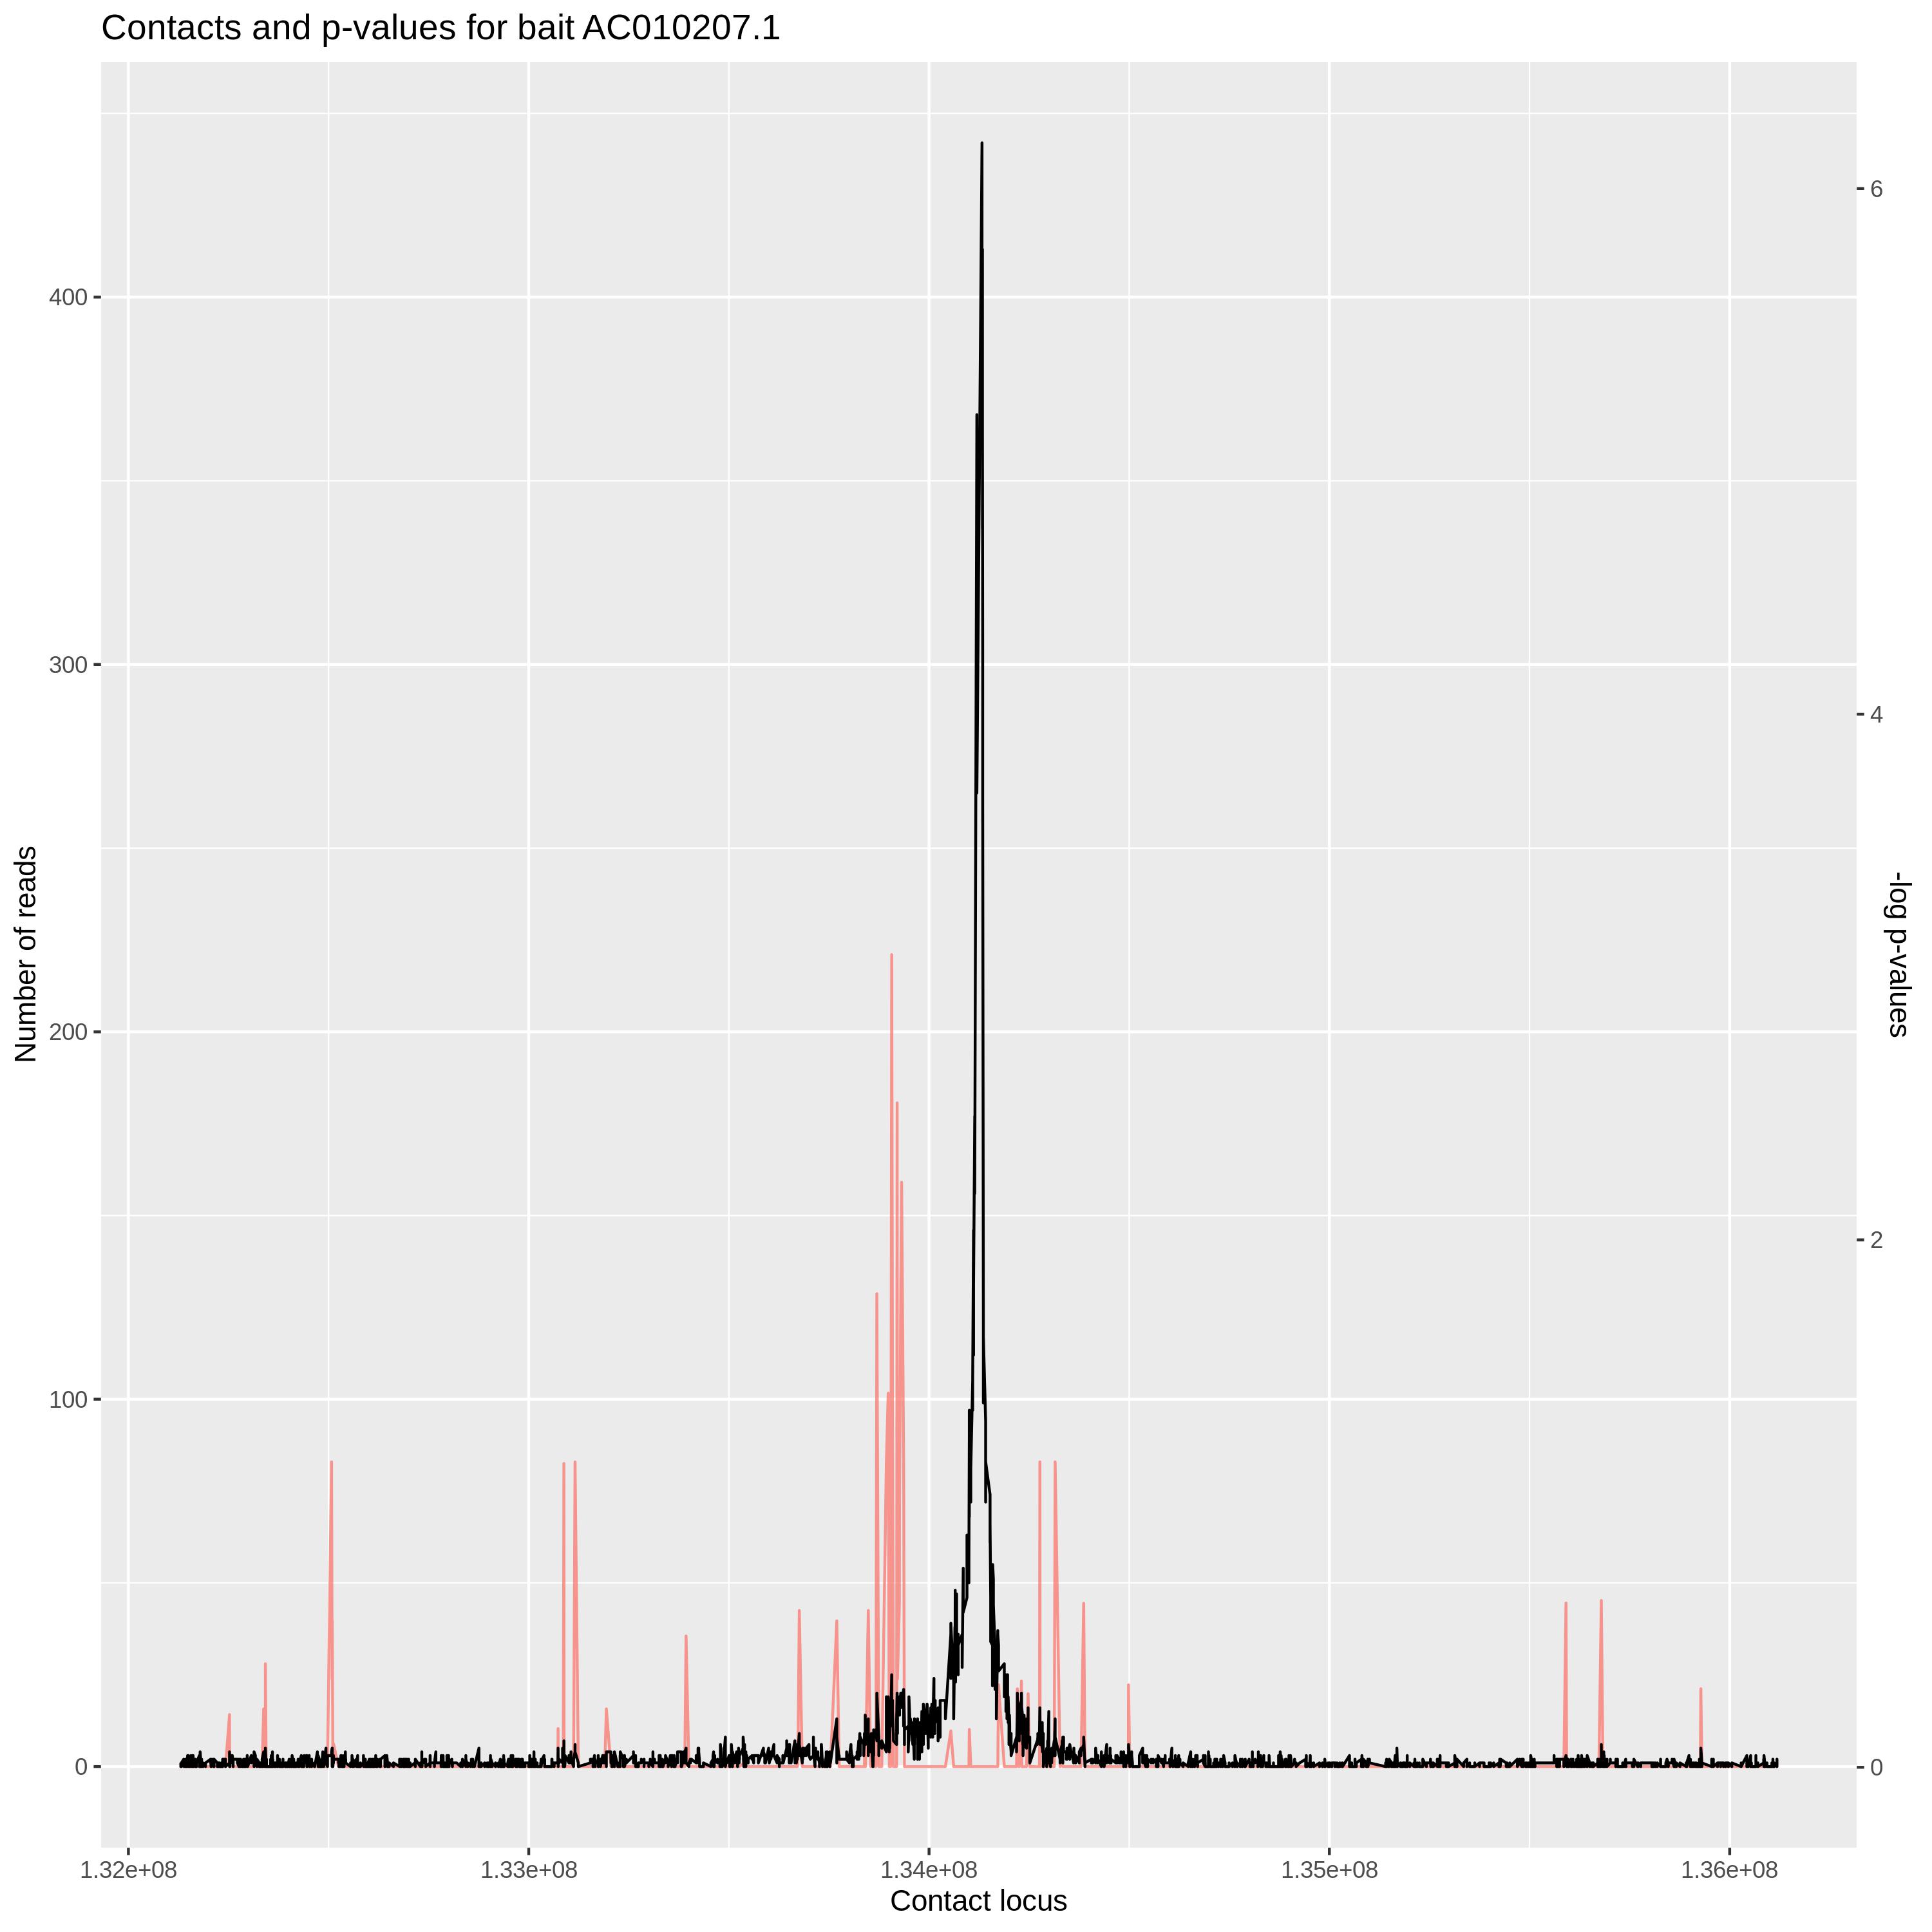 Contacts and p-values for bait AC010207.1
6
400
300
4
Number of reads
-log p-values
200
2
100
0
0
1.32e+08
1.33e+08
1.34e+08
1.35e+08
1.36e+08
Contact locus